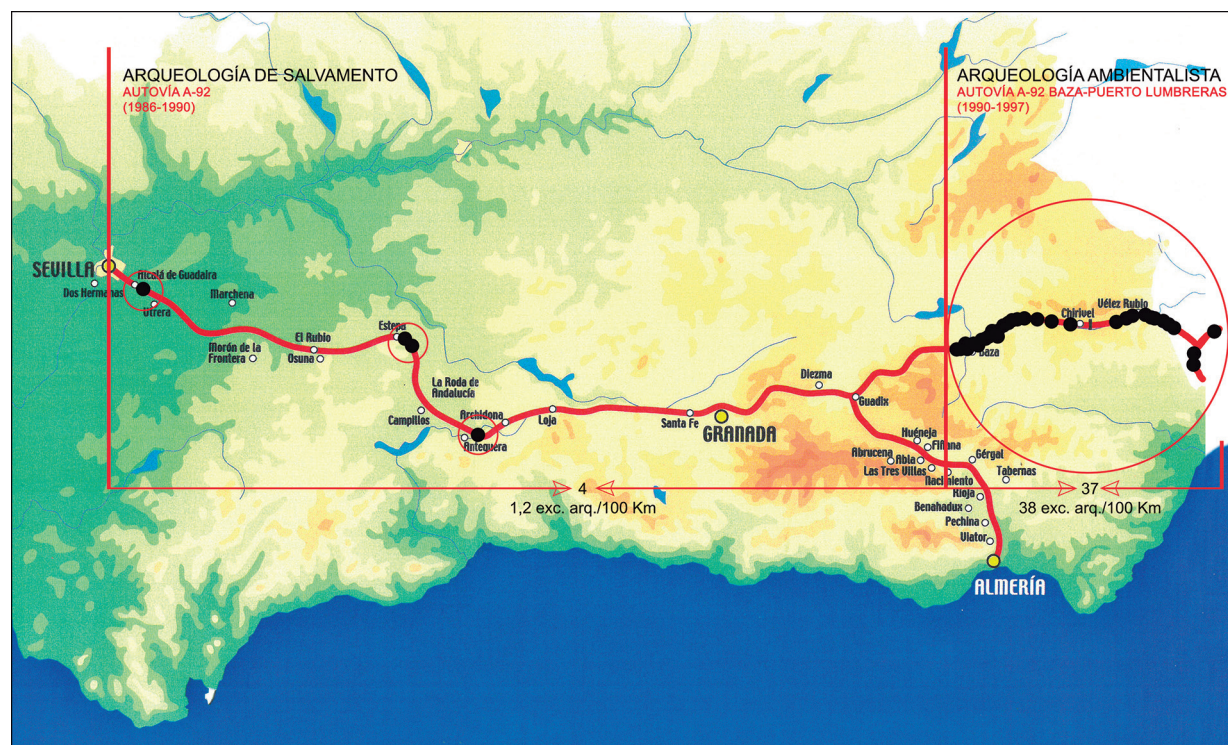 ARQUEOLOGÍA DE SALVAMENTO
AUTOVÍA A-92
(1986-1990)
ARQUEOLOGÍA AMBIENTALISTA
AUTOVÍA A-92 BAZA-PUERTO LUMBRERAS
(1990-1997)
SEVILLA
Alcalá de Guadaira
Dos Hermanas
Utrera
Marchena
Morón de la
Frontera
El Rubio
Osuna
Estepa
La Roda de
Andalucía
Campillos
Archidona
Antequera
Loja
Santa Fe
GRANADA
Diezma
Guadix
Baza
Chirivel
Vélez Rubio
Huéneja
Fiñana
Abrucena
Abla
Las Tres Villas
Nacimiento
Gérgal
Tabernas
Rioja
Benahadux
Pechina
Viator
ALMERÍA
4
1,2 exc. arq./100 Km
37
38 exc. arq./100 Km